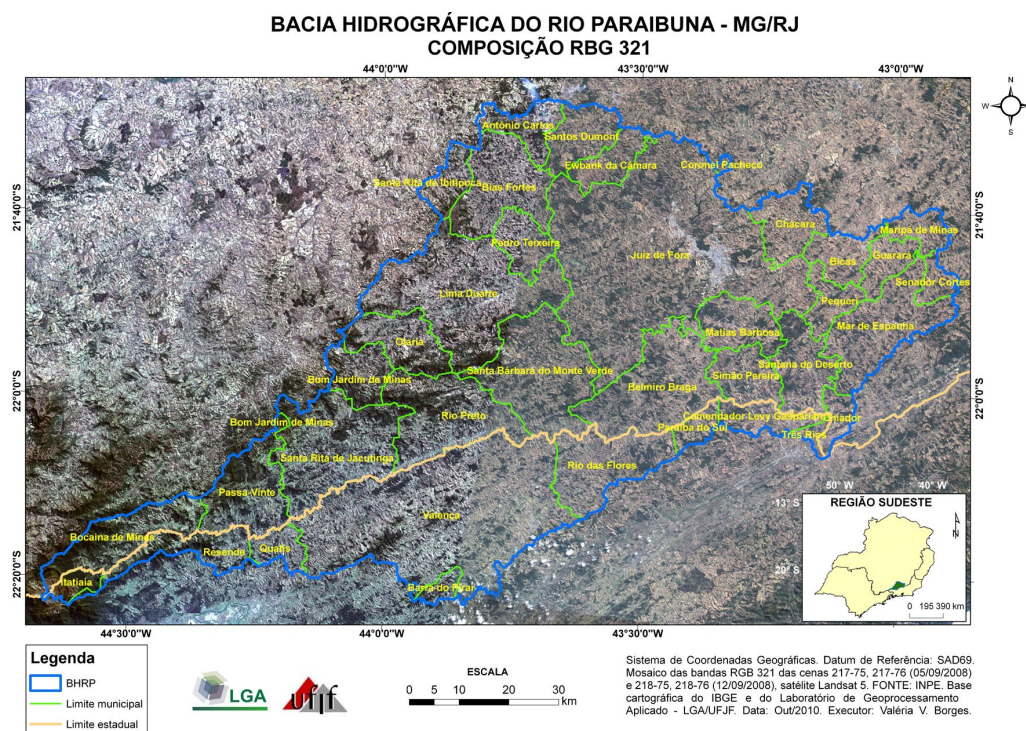 BACIA HIDROGRÁFICA DO RIO PARAIBUNA - MG/RJ
COMPOSIÇÃO RBG 321
44°0'0"W 43°30'0"W 43°0'0"W
N
W E
S
Antônio Carlos
Santos Dumont
Ewbank da Câmara
Coronel Pacheco
Santa Rita de Ibitipoca
Bias Fortes
21°40'0"S
21°40'0"S
Chácara
Maripá de Minas
Pedro Teixeira
Juiz de Fora
Bicas
Guarará
Senador Cortes
Lima Duarte
Pequeri
Mar de Espanha
Matias Barbosa
Olaria
Santana do Deserto
Santa Bárbara do Monte Verde
Simão Pereira
Bom Jardim de Minas
Belmiro Braga
22°0'0"S
22°0'0"S
Rio Preto
Comendador Levy Gasparian
Chiador
Bom Jardim de Minas
Paraíba do Sul
Três Rios
Santa Rita de Jacutinga
Rio das Flores
Passa-Vinte
Valença
Bocaina de Minas
Resende
Quatis
Itatiaia
Barra do Piraí
22°20'0"S
22°20'0"S
50° W 40° W
13° S
20° S
REGIÃO SUDESTE
N
0 195 390 km
44°30'0"W 44°0'0"W 43°30'0"W
Legenda
BHRP
Limite municipal
Limite estadual
LGA
ufjf
ESCALA
0 5 10 20 30
km
Sistema de Coordenadas Geográficas. Datum de Referência: SAD69.
Mosaico das bandas RGB 321 das cenas 217-75, 217-76 (05/09/2008)
e 218-75, 218-76 (12/09/2008), satélite Landsat 5. FONTE: INPE. Base
cartográfica do IBGE e do Laboratório de Geoprocessamento
Aplicado - LGA/UFJF. Data: Out/2010. Executor: Valéria V. Borges.